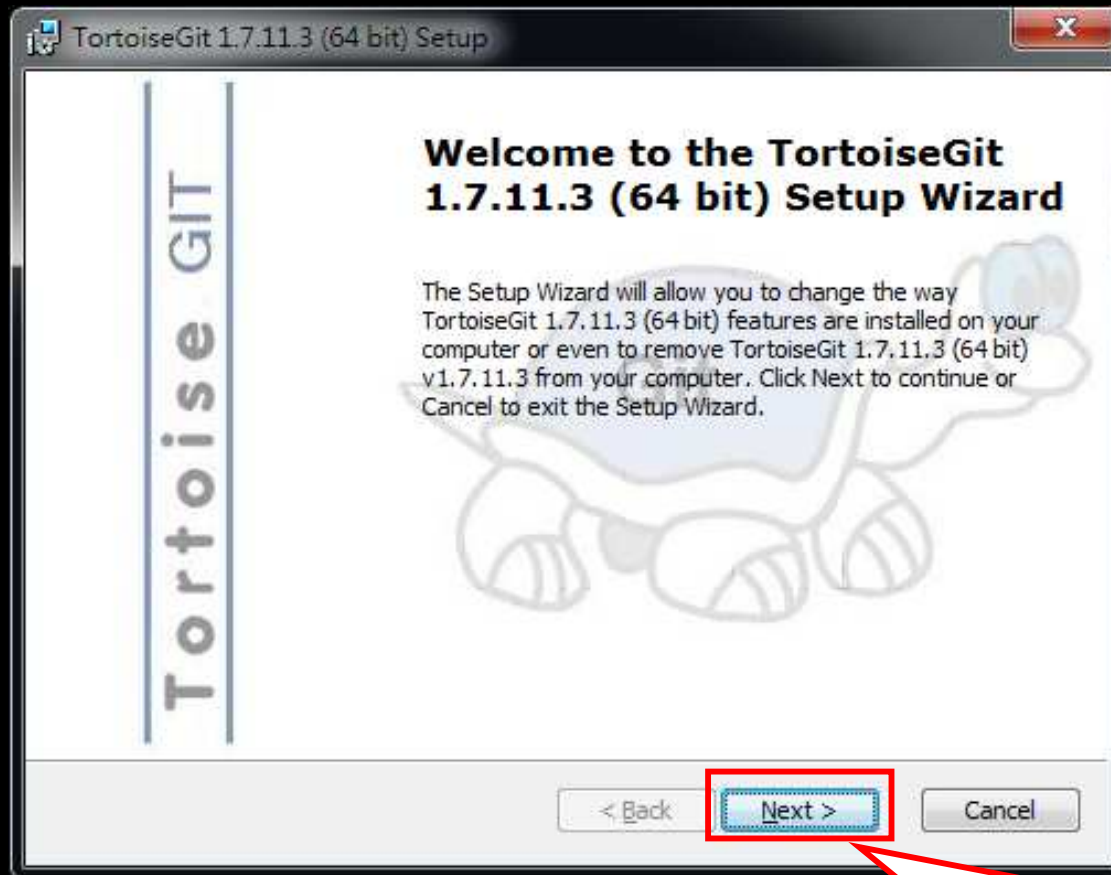 TortoiseGit 1.7.11.3 (64 bit) Setup
Tortoise GIT
Welcome to the TortoiseGit
1.7.11.3 (64 bit) Setup Wizard
The Setup Wizard will allow you to change the way
TortoiseGit 1.7.11.3 (64 bit) features are installed on your
computer or even to remove TortoiseGit 1.7.11.3 (64 bit)
v1.7.11.3 from your computer. Click Next to continue or
Cancel to exit the Setup Wizard.
Git
< Back
Next >
Cancel